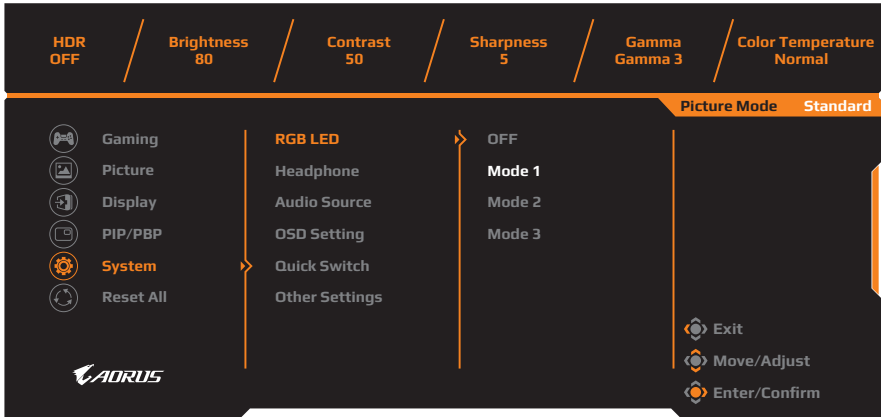 HDR
OFF
Brightness
80
Contrast
50
Sharpness
5
Gamma
Gamma 3
Color Temperature
Normal
Picture Mode Standard
Gaming
Picture
Display
PIP/PBP
System
Reset All
RGB LED
Headphone
Audio Source
OSD Setting
Quick Switch
Other Settings
OFF
Mode 1
Mode 2
Mode 3
Exit
Move/Adjust
Enter/Confirm
AORUS